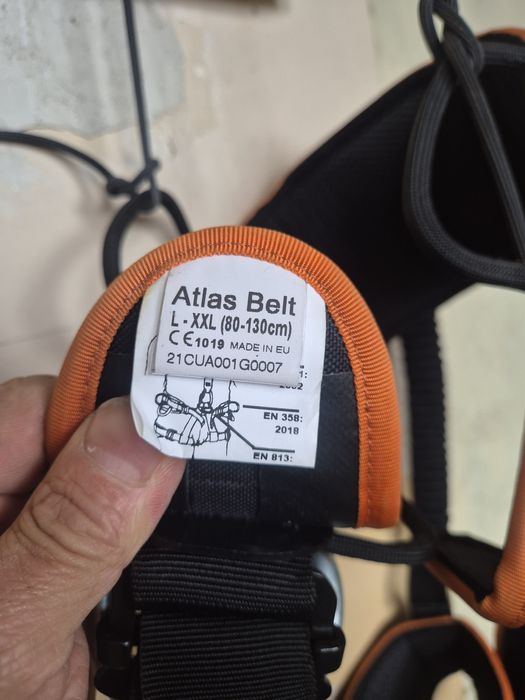 Atlas Belt
L - XXL (80-130cm)
CE 1019 MADE IN EU
21CUA001G0007
EN 358:
2018
EN 813: